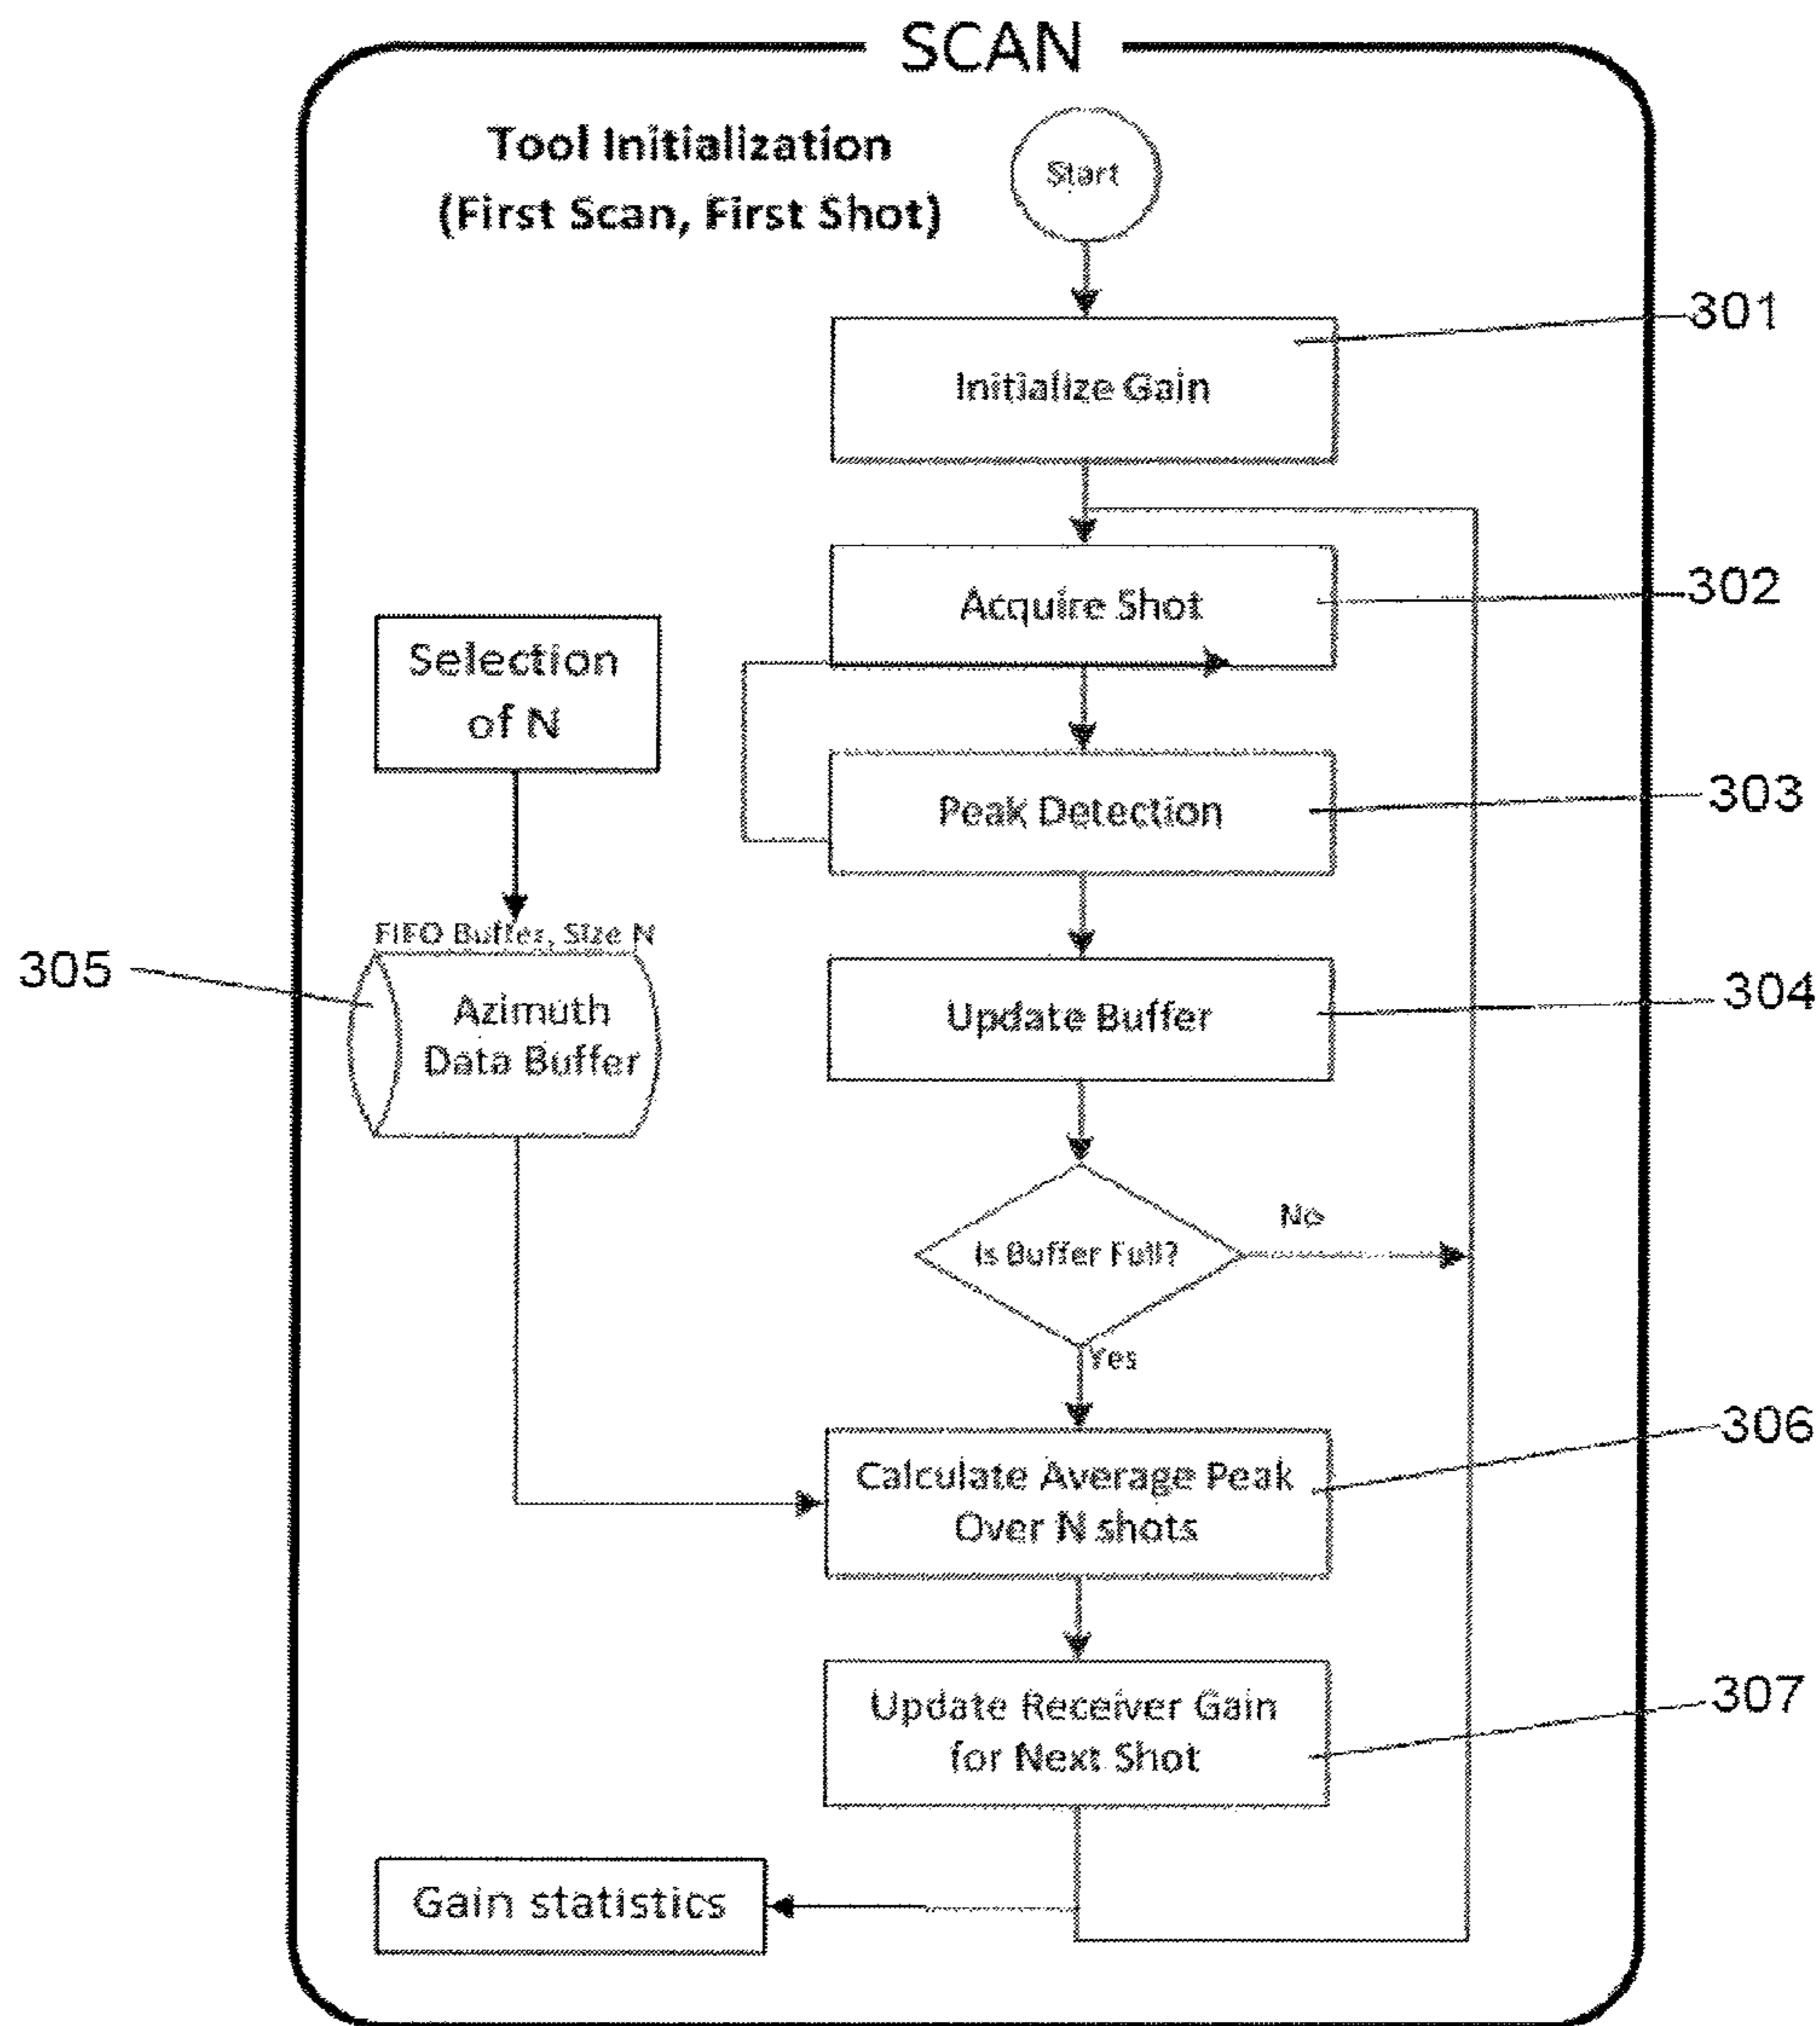 SCAN
Tool Initialization
(First Scan, First Shot)
Start
301
Initialize Gain
302
Acquire Shot
Selection
of N
303
Peak Detection
FIFO Buffer, Size N
305
Azimuth
Data Buffer
304
Update Buffer
No
Is Buffer Full?
Yes
306
Calculate Average Peak
Over N shots
307
Update Receiver Gain
for Next Shot
Gain statistics